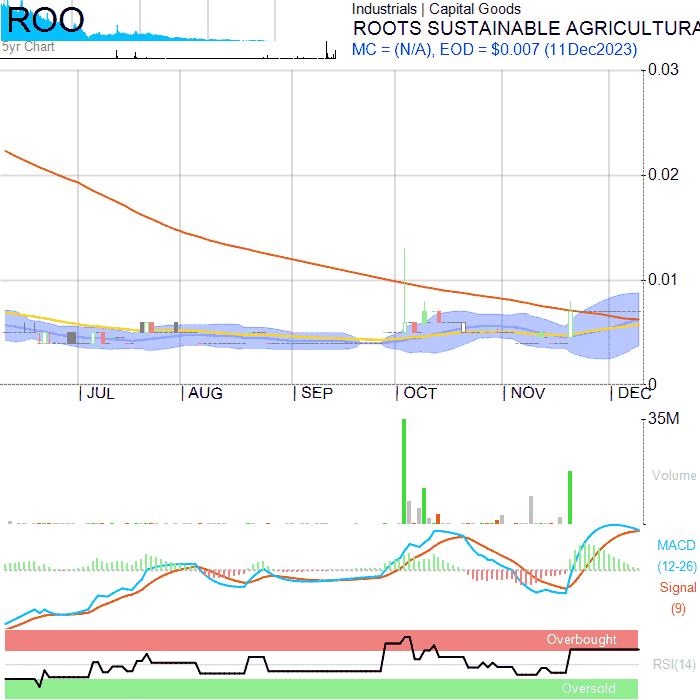 ROO
5yr Chart
Industrials | Capital Goods
ROOTS SUSTAINABLE AGRICULTURA
MC = (N/A), EOD = $0.007 (11Dec2023)
0.03
0.02
0.01
0
| JUL | AUG | SEP | OCT | NOV | DEC
35M
Volume
MACD
(12-26)
Signal
(9)
Overbought
RSI(14)
Oversold